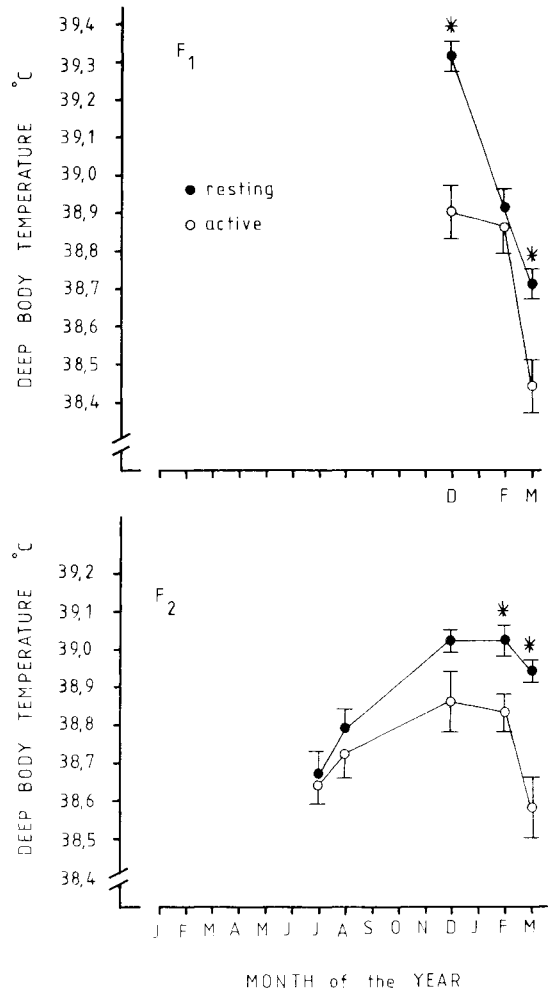 39,4
F1
39,3
39,2
39,1
39,0
● resting
38,9
○ active
38,8
38,7
38,6
38,5
38,4
DEEP BODY TEMPERATURE °C
D F M
39,2
F2
39,1
39,0
38,9
38,8
38,7
38,6
38,5
38,4
DEEP BODY TEMPERATURE °C
J F M A M J J A S O N D J F M
MONTH of the YEAR